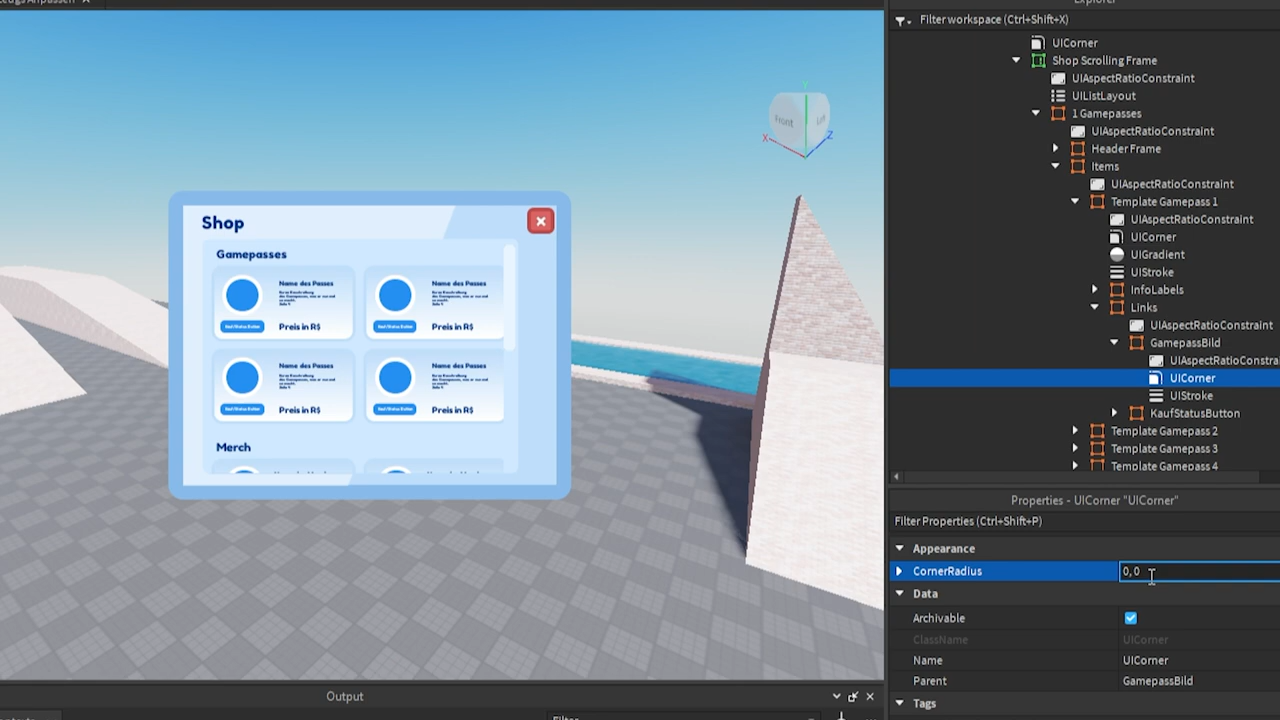 Explorer
Filter workspace (Ctrl+Shift+X)
UICorner
Shop Scrolling Frame
UIAspectRatioConstraint
UIListLayout
1 Gamepasses
UIAspectRatioConstraint
Header Frame
Items
UIAspectRatioConstraint
Template Gamepass 1
UIAspectRatioConstraint
UICorner
UIGradient
UIStroke
InfoLabels
Links
UIAspectRatioConstraint
GamepassBild
UIAspectRatioConstra
UICorner
UIStroke
KaufStatusButton
Template Gamepass 2
Template Gamepass 3
Template Gamepass 4
Properties - UICorner "UICorner"
Filter Properties (Ctrl+Shift+P)
Appearance
CornerRadius 0,0
Data
Archivable
ClassName UICorner
Name UICorner
Parent GamepassBild
Tags
Front
X
Y
Z
Shop
Gamepasses
Name des Passes
Preis in R$
Name des Passes
Preis in R$
Name des Passes
Preis in R$
Name des Passes
Preis in R$
Merch
Output